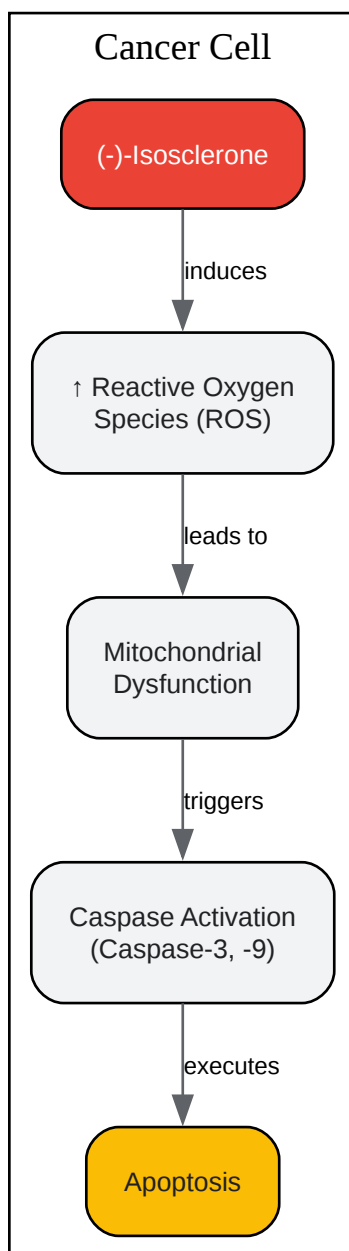 Cancer Cell
(-)-Isosclerone
induces
↑ Reactive Oxygen
Species (ROS)
leads to
Mitochondrial
Dysfunction
triggers
Caspase Activation
(Caspase-3, -9)
executes
Apoptosis